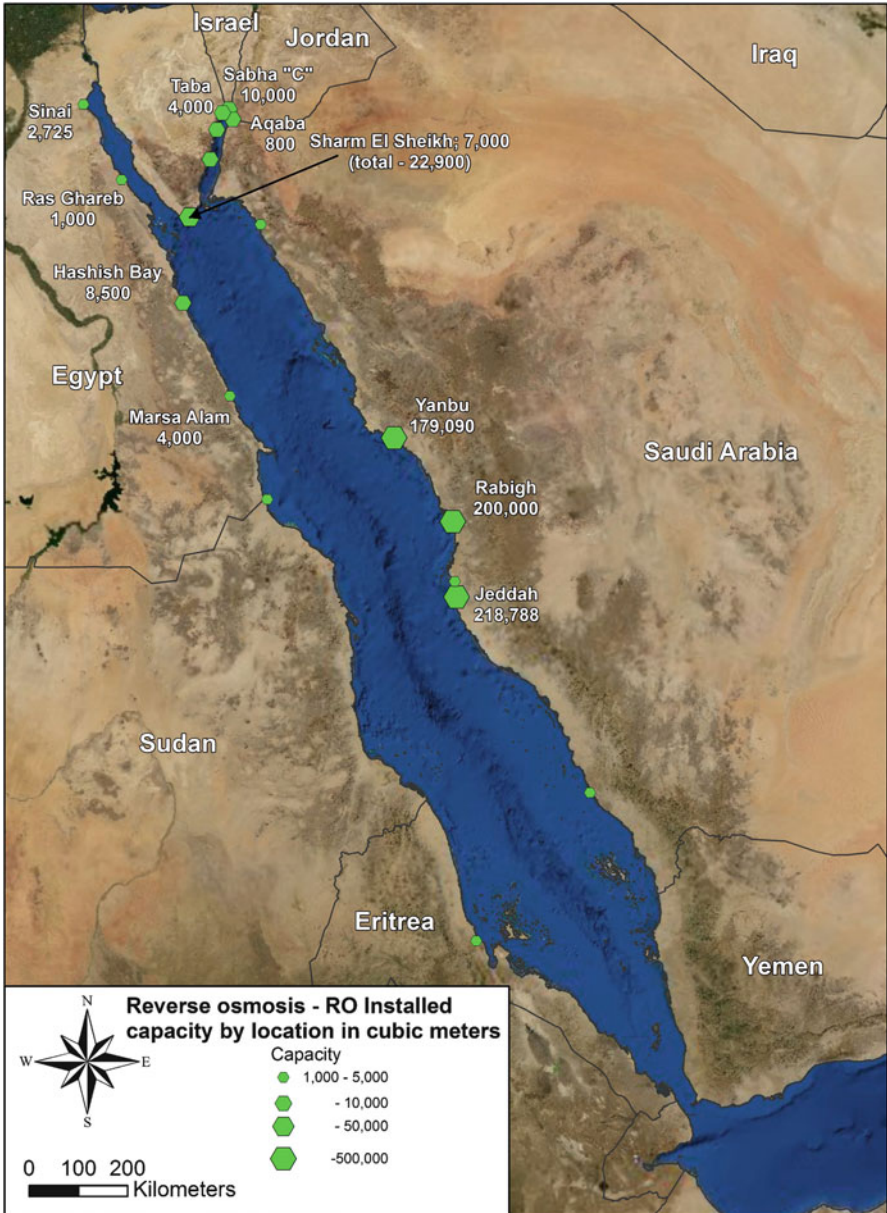 Israel
Jordan
Iraq
Taba
4,000
Sabha "C"
10,000
Sinai
2,725
Aqaba
800
Sharm El Sheikh; 7,000
(total - 22,900)
Ras Ghareb
1,000
Hashish Bay
8,500
Egypt
Marsa Alam
4,000
Yanbu
179,090
Saudi Arabia
Rabigh
200,000
Jeddah
218,788
Sudan
Eritrea
Yemen
Reverse osmosis - RO Installed
capacity by location in cubic meters
Capacity
1,000 - 5,000
- 10,000
- 50,000
-500,000
N
W
E
S
0 100 200
Kilometers